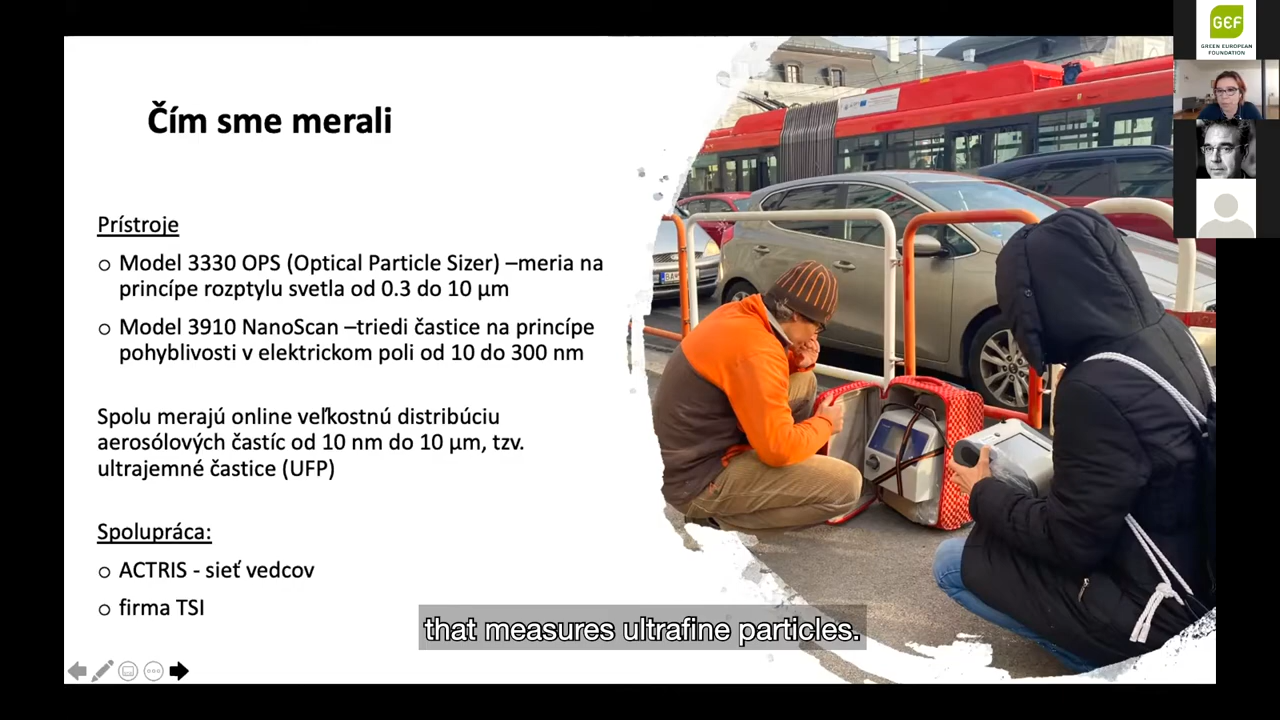 Čím sme merali
Prístroje
o Model 3330 OPS (Optical Particle Sizer) –meria na
princípe rozptylu svetla od 0.3 do 10 µm
o Model 3910 NanoScan –triedi častice na princípe
pohyblivosti v elektrickom poli od 10 do 300 nm
Spolu merajú online veľkostnú distribúciu
aerosólových častíc od 10 nm do 10 µm, tzv.
ultrajemné častice (UFP)
Spolupráca:
o ACTRIS - sieť vedcov
o firma TSI
that measures ultrafine particles.
GEF
GREEN EUROPEAN
FOUNDATION